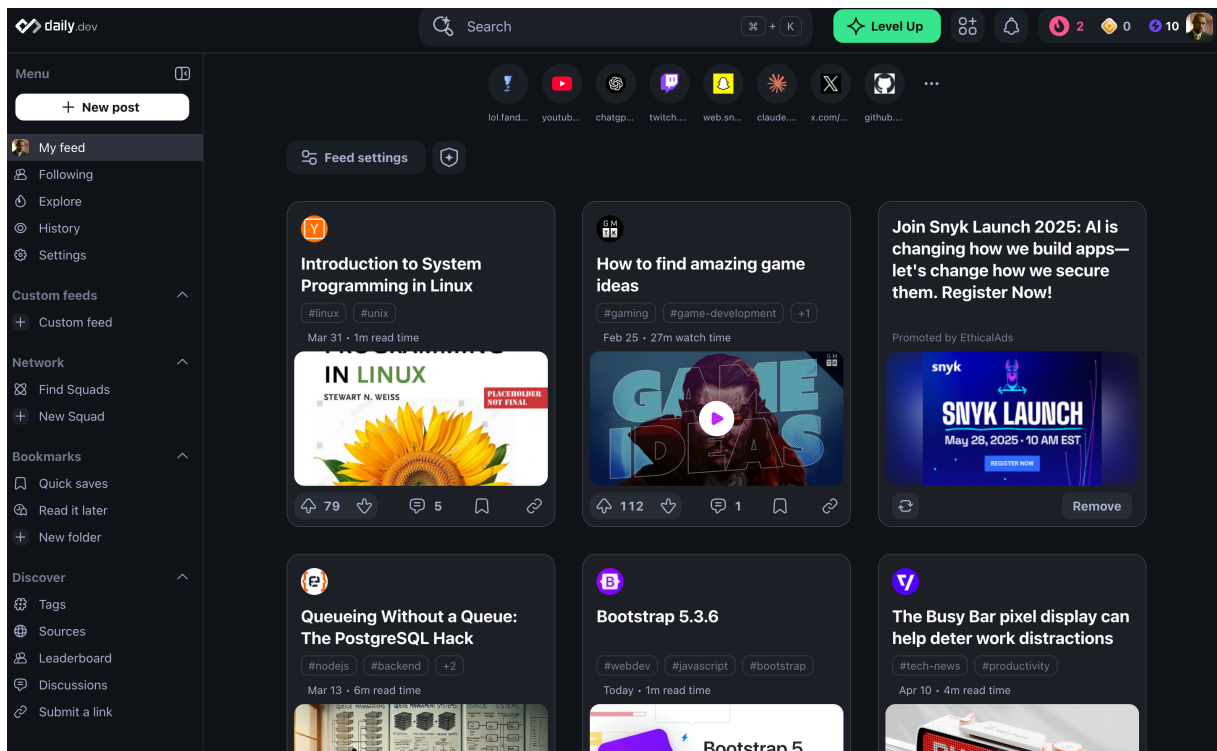 daily.dev
Search
⌘ + K
Level Up
2
0
10
Menu
New post
My feed
Following
Explore
History
Settings
Custom feeds
Custom feed
Network
Find Squads
New Squad
Bookmarks
Quick saves
Read it later
New folder
Discover
Tags
Sources
Leaderboard
Discussions
Submit a link
lol.fand...
youtub...
chatgp...
twitch....
web.sn...
claude....
x.com/...
github....
Feed settings
Y
Introduction to System
Programming in Linux
#linux
#unix
Mar 31 • 1m read time
PROGRAMMING
IN LINUX
STEWART N. WEISS
PLACEHOLDER
NOT FINAL
79
5
GM
TK
How to find amazing game
ideas
#gaming
#game-development
+1
Feb 25 • 27m watch time
GM
TK
GAME
IDEAS
112
1
Join Snyk Launch 2025: AI is
changing how we build apps—
let's change how we secure
them. Register Now!
Promoted by EthicalAds
snyk
SNYK LAUNCH
May 28, 2025 • 10 AM EST
REGISTER NOW
Remove
Queueing Without a Queue:
The PostgreSQL Hack
#nodejs
#backend
+2
Mar 13 • 6m read time
B
Bootstrap 5.3.6
#webdev
#javascript
#bootstrap
Today • 1m read time
Bootstrap 5
The Busy Bar pixel display can
help deter work distractions
#tech-news
#productivity
Apr 10 • 4m read time